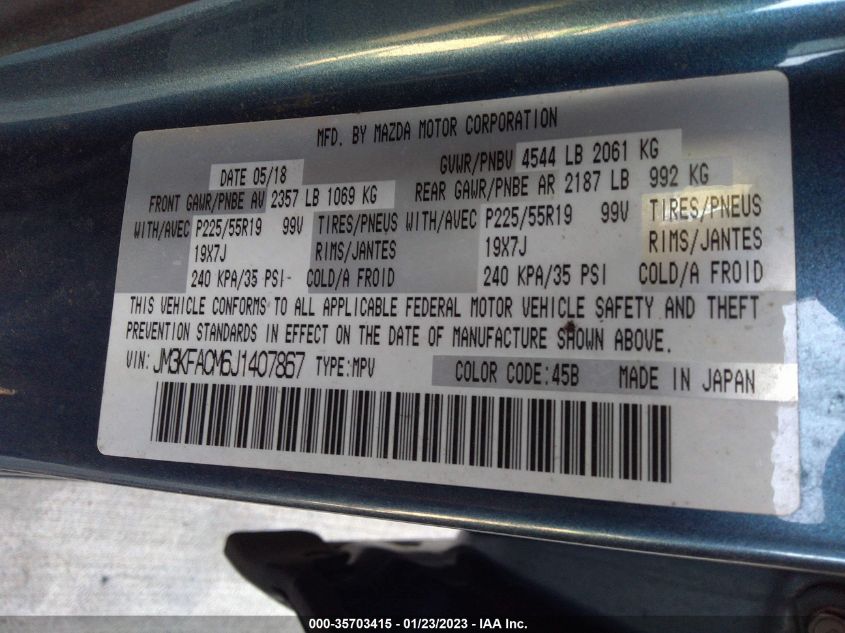 MFD. BY MAZDA MOTOR CORPORATION
DATE 05/18 GVWR/PNBV 4544 LB 2061 KG
FRONT GAWR/PNBE AV 2357 LB 1069 KG REAR GAWR/PNBE AR 2187 LB 992 KG
WITH/AVEC P225/55R19 99V TIRES/PNEUS WITH/AVEC P225/55R19 99V TIRES/PNEUS
19X7J RIMS/JANTES 19X7J RIMS/JANTES
240 KPA/35 PSI COLD/A FROID 240 KPA/35 PSI COLD/A FROID
THIS VEHICLE CONFORMS TO ALL APPLICABLE FEDERAL MOTOR VEHICLE SAFETY AND THEFT
PREVENTION STANDARDS IN EFFECT ON THE DATE OF MANUFACTURE SHOWN ABOVE.
VIN: JM3KFACM6J1407867 TYPE:MPV COLOR CODE:45B MADE IN JAPAN
000-35703415 - 01/23/2023 - IAA Inc.